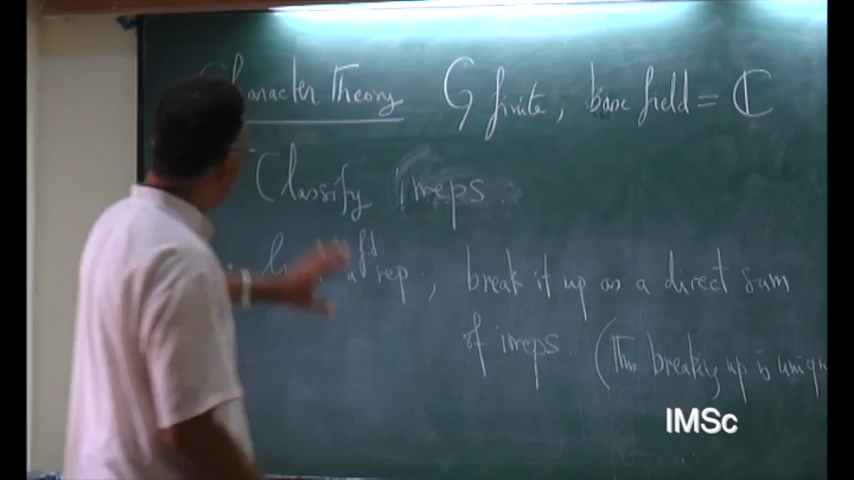 Character Theory G finite, base field = ℂ
Classify irreps.
a f.d. rep, break it up as a direct sum
of irreps. (This breaking up is uniqu
IMSc